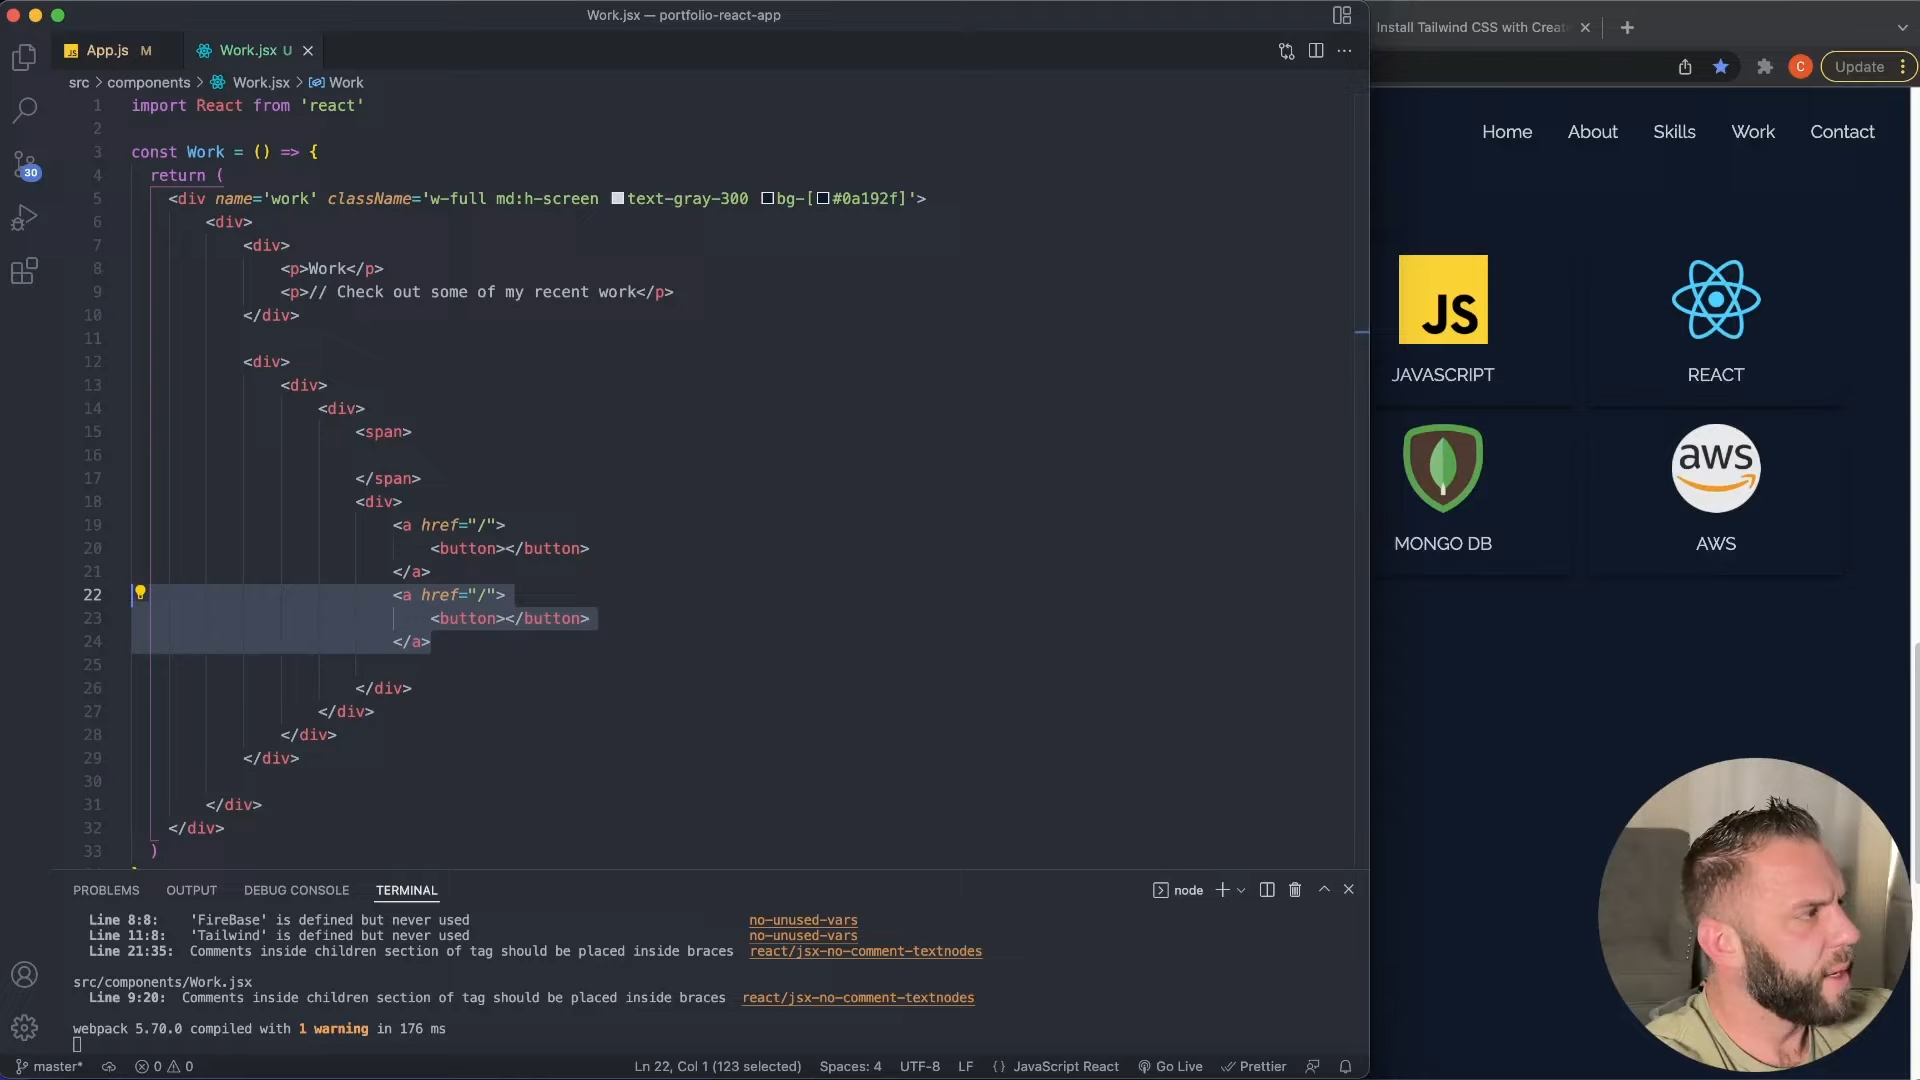 Work.jsx — portfolio-react-app
Install Tailwind CSS with Create
App.js M
Work.jsx U
C
Update
src > components > Work.jsx > Work
30
1 import React from 'react'
2
3 const Work = () => {
4 return (
5 <div name='work' className='w-full md:h-screen text-gray-300 bg-[#0a192f]'>
6 <div>
7 <div>
8 <p>Work</p>
9 <p>// Check out some of my recent work</p>
10 </div>
11
12 <div>
13 <div>
14 <div>
15 <span>
16
17 </span>
18 <div>
19 <a href="/">
20 <button></button>
21 </a>
22 <a href="/">
23 <button></button>
24 </a>
25
26 </div>
27 </div>
28 </div>
29 </div>
30
31 </div>
32 </div>
33 )
Home About Skills Work Contact
JS
JAVASCRIPT REACT
aws
MONGO DB AWS
PROBLEMS OUTPUT DEBUG CONSOLE TERMINAL
node
Line 8:8: 'FireBase' is defined but never used no-unused-vars
Line 11:8: 'Tailwind' is defined but never used no-unused-vars
Line 21:35: Comments inside children section of tag should be placed inside braces react/jsx-no-comment-textnodes
src/components/Work.jsx
Line 9:20: Comments inside children section of tag should be placed inside braces react/jsx-no-comment-textnodes
webpack 5.70.0 compiled with 1 warning in 176 ms
master* 0 0 Ln 22, Col 1 (123 selected) Spaces: 4 UTF-8 LF {} JavaScript React Go Live Prettier